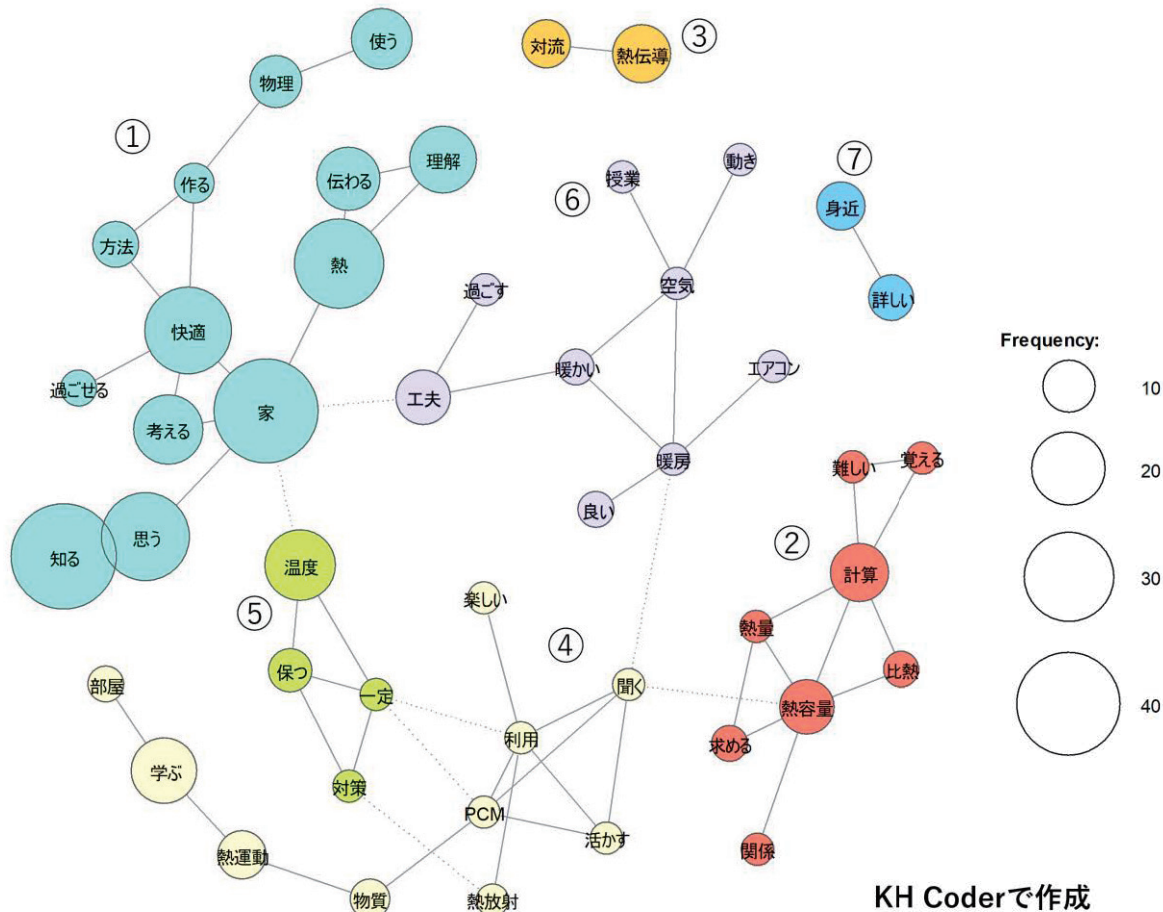 使う
対流
熱伝導
③
物理
①
理解
伝わる
作る
動き
授業
⑥
⑦
身近
方法
熱
空気
過ごす
詳しい
快適
過ごせる
暖かい
エアコン
工夫
家
考える
暖房
良い
難しい
覚える
思う
知る
②
計算
温度
楽しい
⑤
④
熱量
比熱
保つ
部屋
一定
聞く
熱容量
利用
求める
学ぶ
対策
PCM
活かす
熱運動
関係
物質
熱放射
Frequency:
10
20
30
40
KH Coderで作成